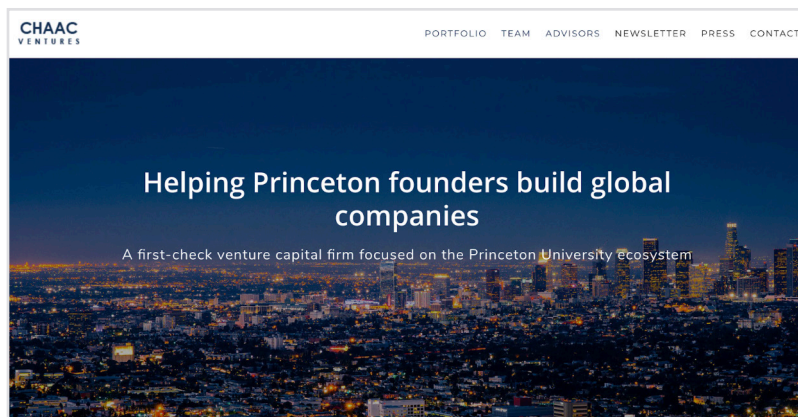 CHAAC
VENTURES
PORTFOLIO TEAM ADVISORS NEWSLETTER PRESS CONTACT
Helping Princeton founders build global
companies
A first-check venture capital firm focused on the Princeton University ecosystem